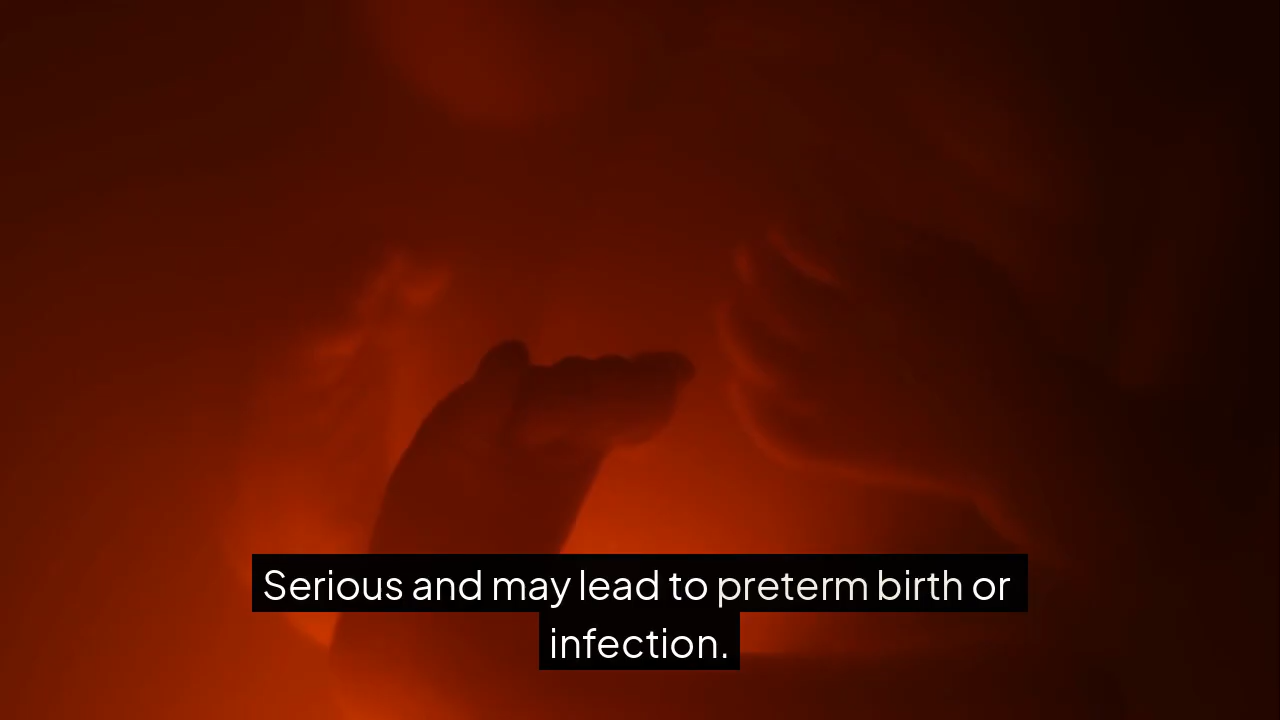 Serious and may lead to preterm birth or
infection.